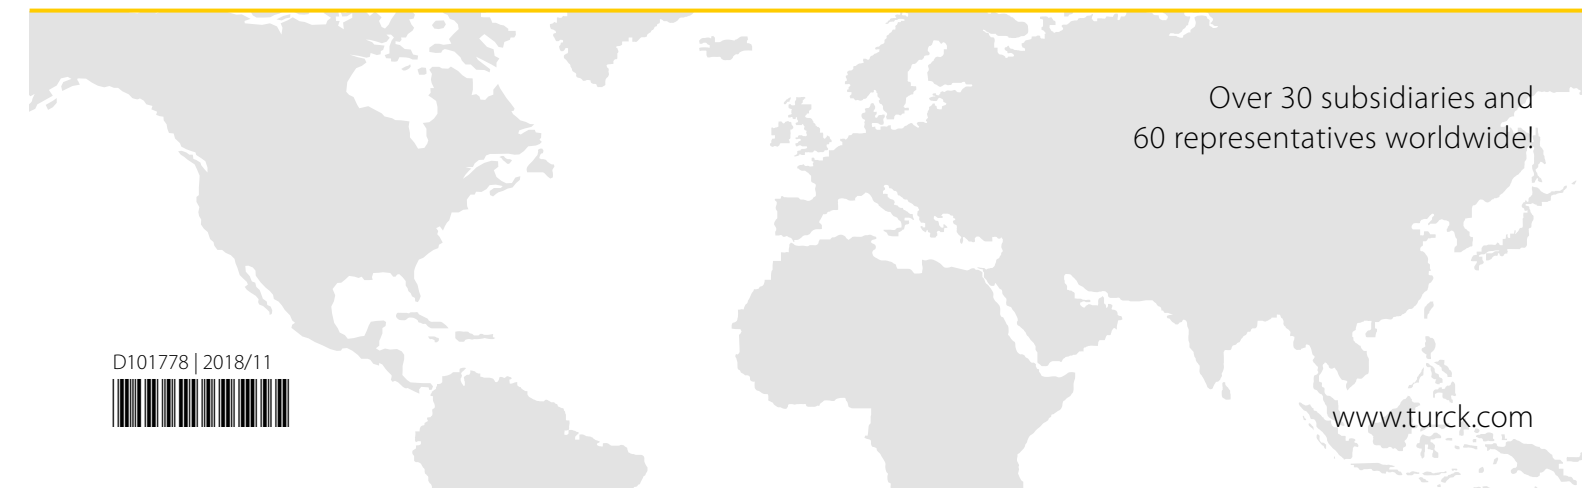 Over 30 subsidiaries and
60 representatives worldwide!
D101778 | 2018/11
www.turck.com